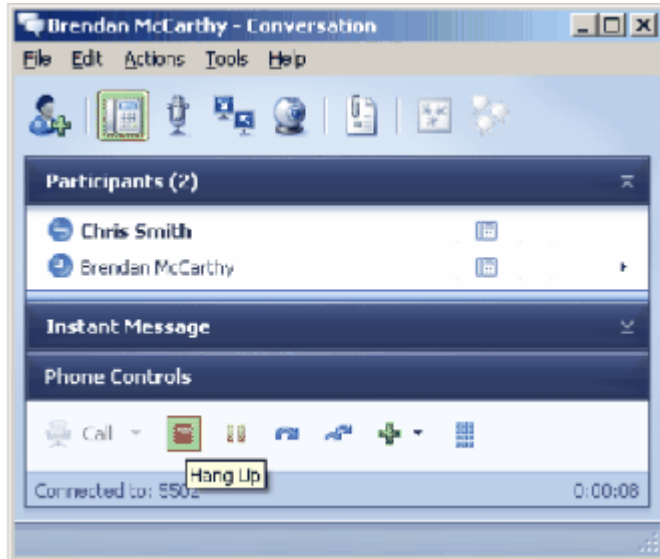 Brendan McCarthy - Conversation
File Edit Actions Tools Help
Participants (2)
Chris Smith
Brendan McCarthy
Instant Message
Phone Controls
Call
Hang Up
Connected to: 5502 0:00:08